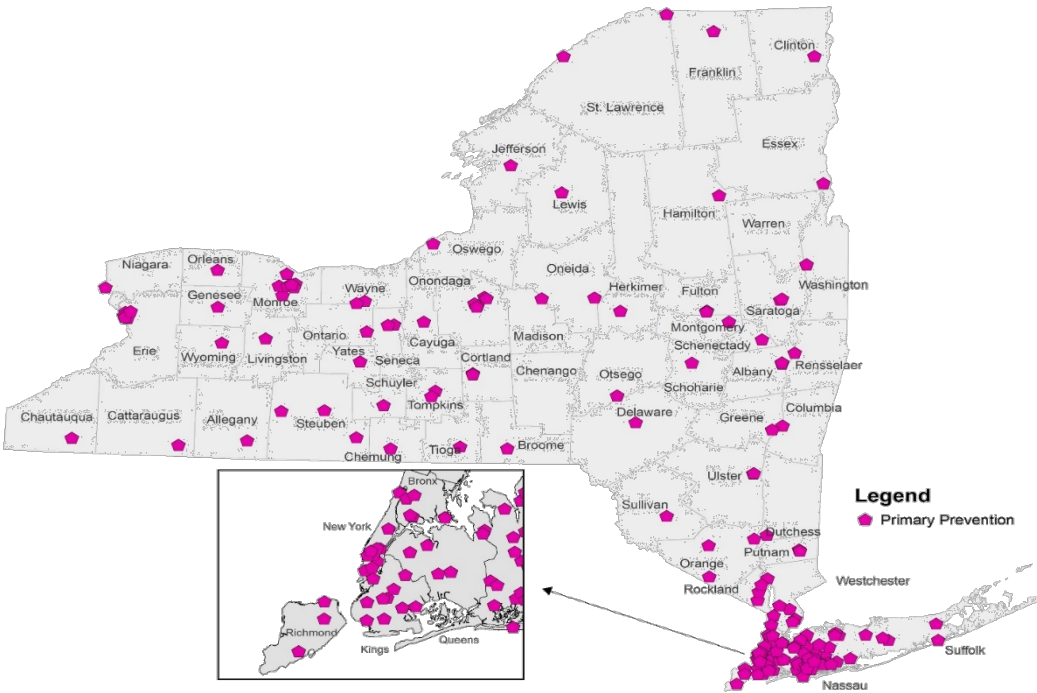 Clinton
Franklin
St. Lawrence
Essex
Jefferson
Lewis
Hamilton
Warren
Oswego
Niagara
Orleans
Oneida
Onondaga
Wayne
Herkimer
Washington
Genesee
Monroe
Fulton
Saratoga
Montgomery
Ontario
Cayuga
Madison
Schenectady
Erie
Wyoming
Livingston
Yates
Seneca
Cortland
Chenango
Otsego
Albany
Rensselaer
Schuyler
Schoharie
Chautauqua
Cattaraugus
Allegany
Steuben
Tompkins
Delaware
Greene
Columbia
Chemung
Tioga
Broome
Ulster
Sullivan
Legend
Primary Prevention
Dutchess
Putnam
Orange
Rockland
Westchester
Suffolk
Nassau
Bronx
New York
Richmond
Kings
Queens